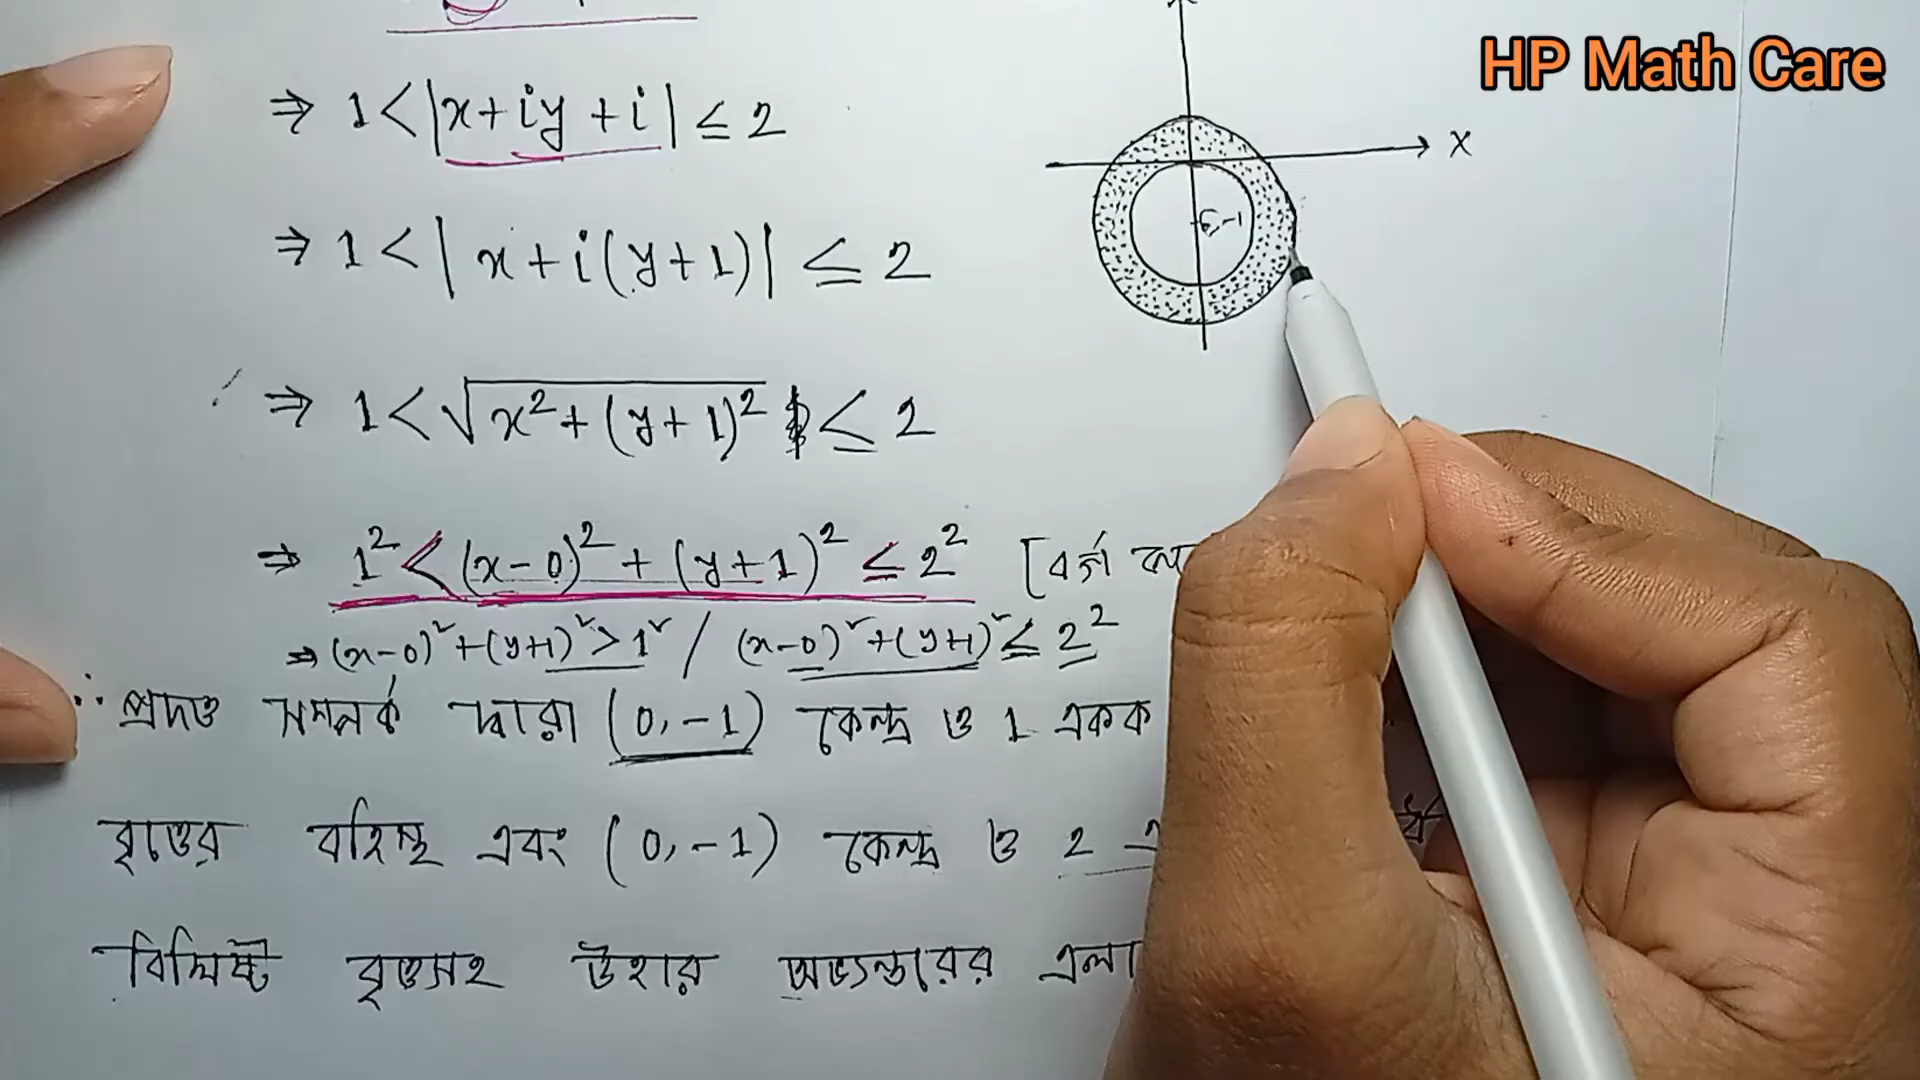 HP Math Care
⇒ 1 < |x + iy + i| ≤ 2
X
⇒ 1 < | x + i(y+1)| ≤ 2
⇒ 1 < √x² + (y+1)² ≤ 2
⇒ 1² < (x-0)² + (y+1)² ≤ 2² [বর্গ
⇒ (x-0)² + (y+1)² > 1² / (x-0)² + (y+1)² ≤ 2²
∴ প্রদত্ত সম্পর্ক দ্বারা (0, -1) কেন্দ্র ও 1 একক
বৃত্তের বহিস্থ এবং (0, -1) কেন্দ্র ও 2
বিশিষ্ট বৃত্তসহ উহার অভ্যন্তরের